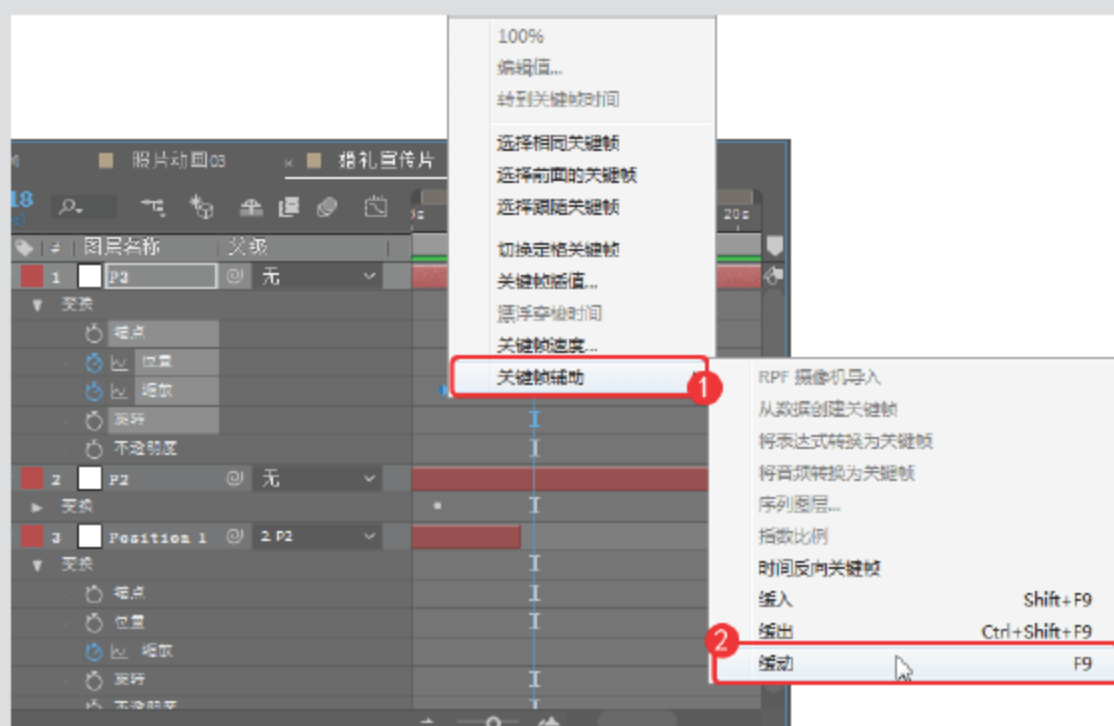 100%
编辑值...
转到关键帧时间
选择相同关键帧
选择前面的关键帧
选择跟随关键帧
切换定格关键帧
关键帧插值...
漂浮穿梭时间
关键帧速度...
关键帧辅助
1
RPF 摄像机导入
从数据创建关键帧
将表达式转换为关键帧
将音频转换为关键帧
序列图层...
指数比例
时间反向关键帧
缓入 Shift+F9
缓出 Ctrl+Shift+F9
2
缓动 F9
照片动画03 × 婚礼宣传片
18
20s
# 图层名称 父级
1 P3 无
变换
锚点
位置
缩放
旋转
不透明度
2 P2 无
变换
3 Position 1 2 P2
变换
锚点
位置
缩放
旋转
不透明度